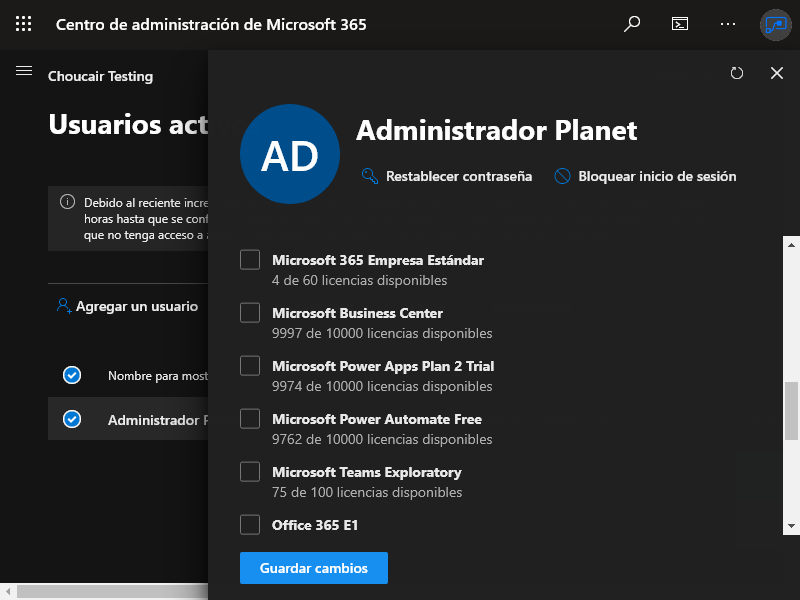 Centro de administración de Microsoft 365
Choucair Testing
Usuarios act
Debido al reciente incre
horas hasta que se conf
que no tenga acceso a
Agregar un usuario
Nombre para most
Administrador P
AD
Administrador Planet
Restablecer contraseña
Bloquear inicio de sesión
Microsoft 365 Empresa Estándar
4 de 60 licencias disponibles
Microsoft Business Center
9997 de 10000 licencias disponibles
Microsoft Power Apps Plan 2 Trial
9974 de 10000 licencias disponibles
Microsoft Power Automate Free
9762 de 10000 licencias disponibles
Microsoft Teams Exploratory
75 de 100 licencias disponibles
Office 365 E1
Guardar cambios